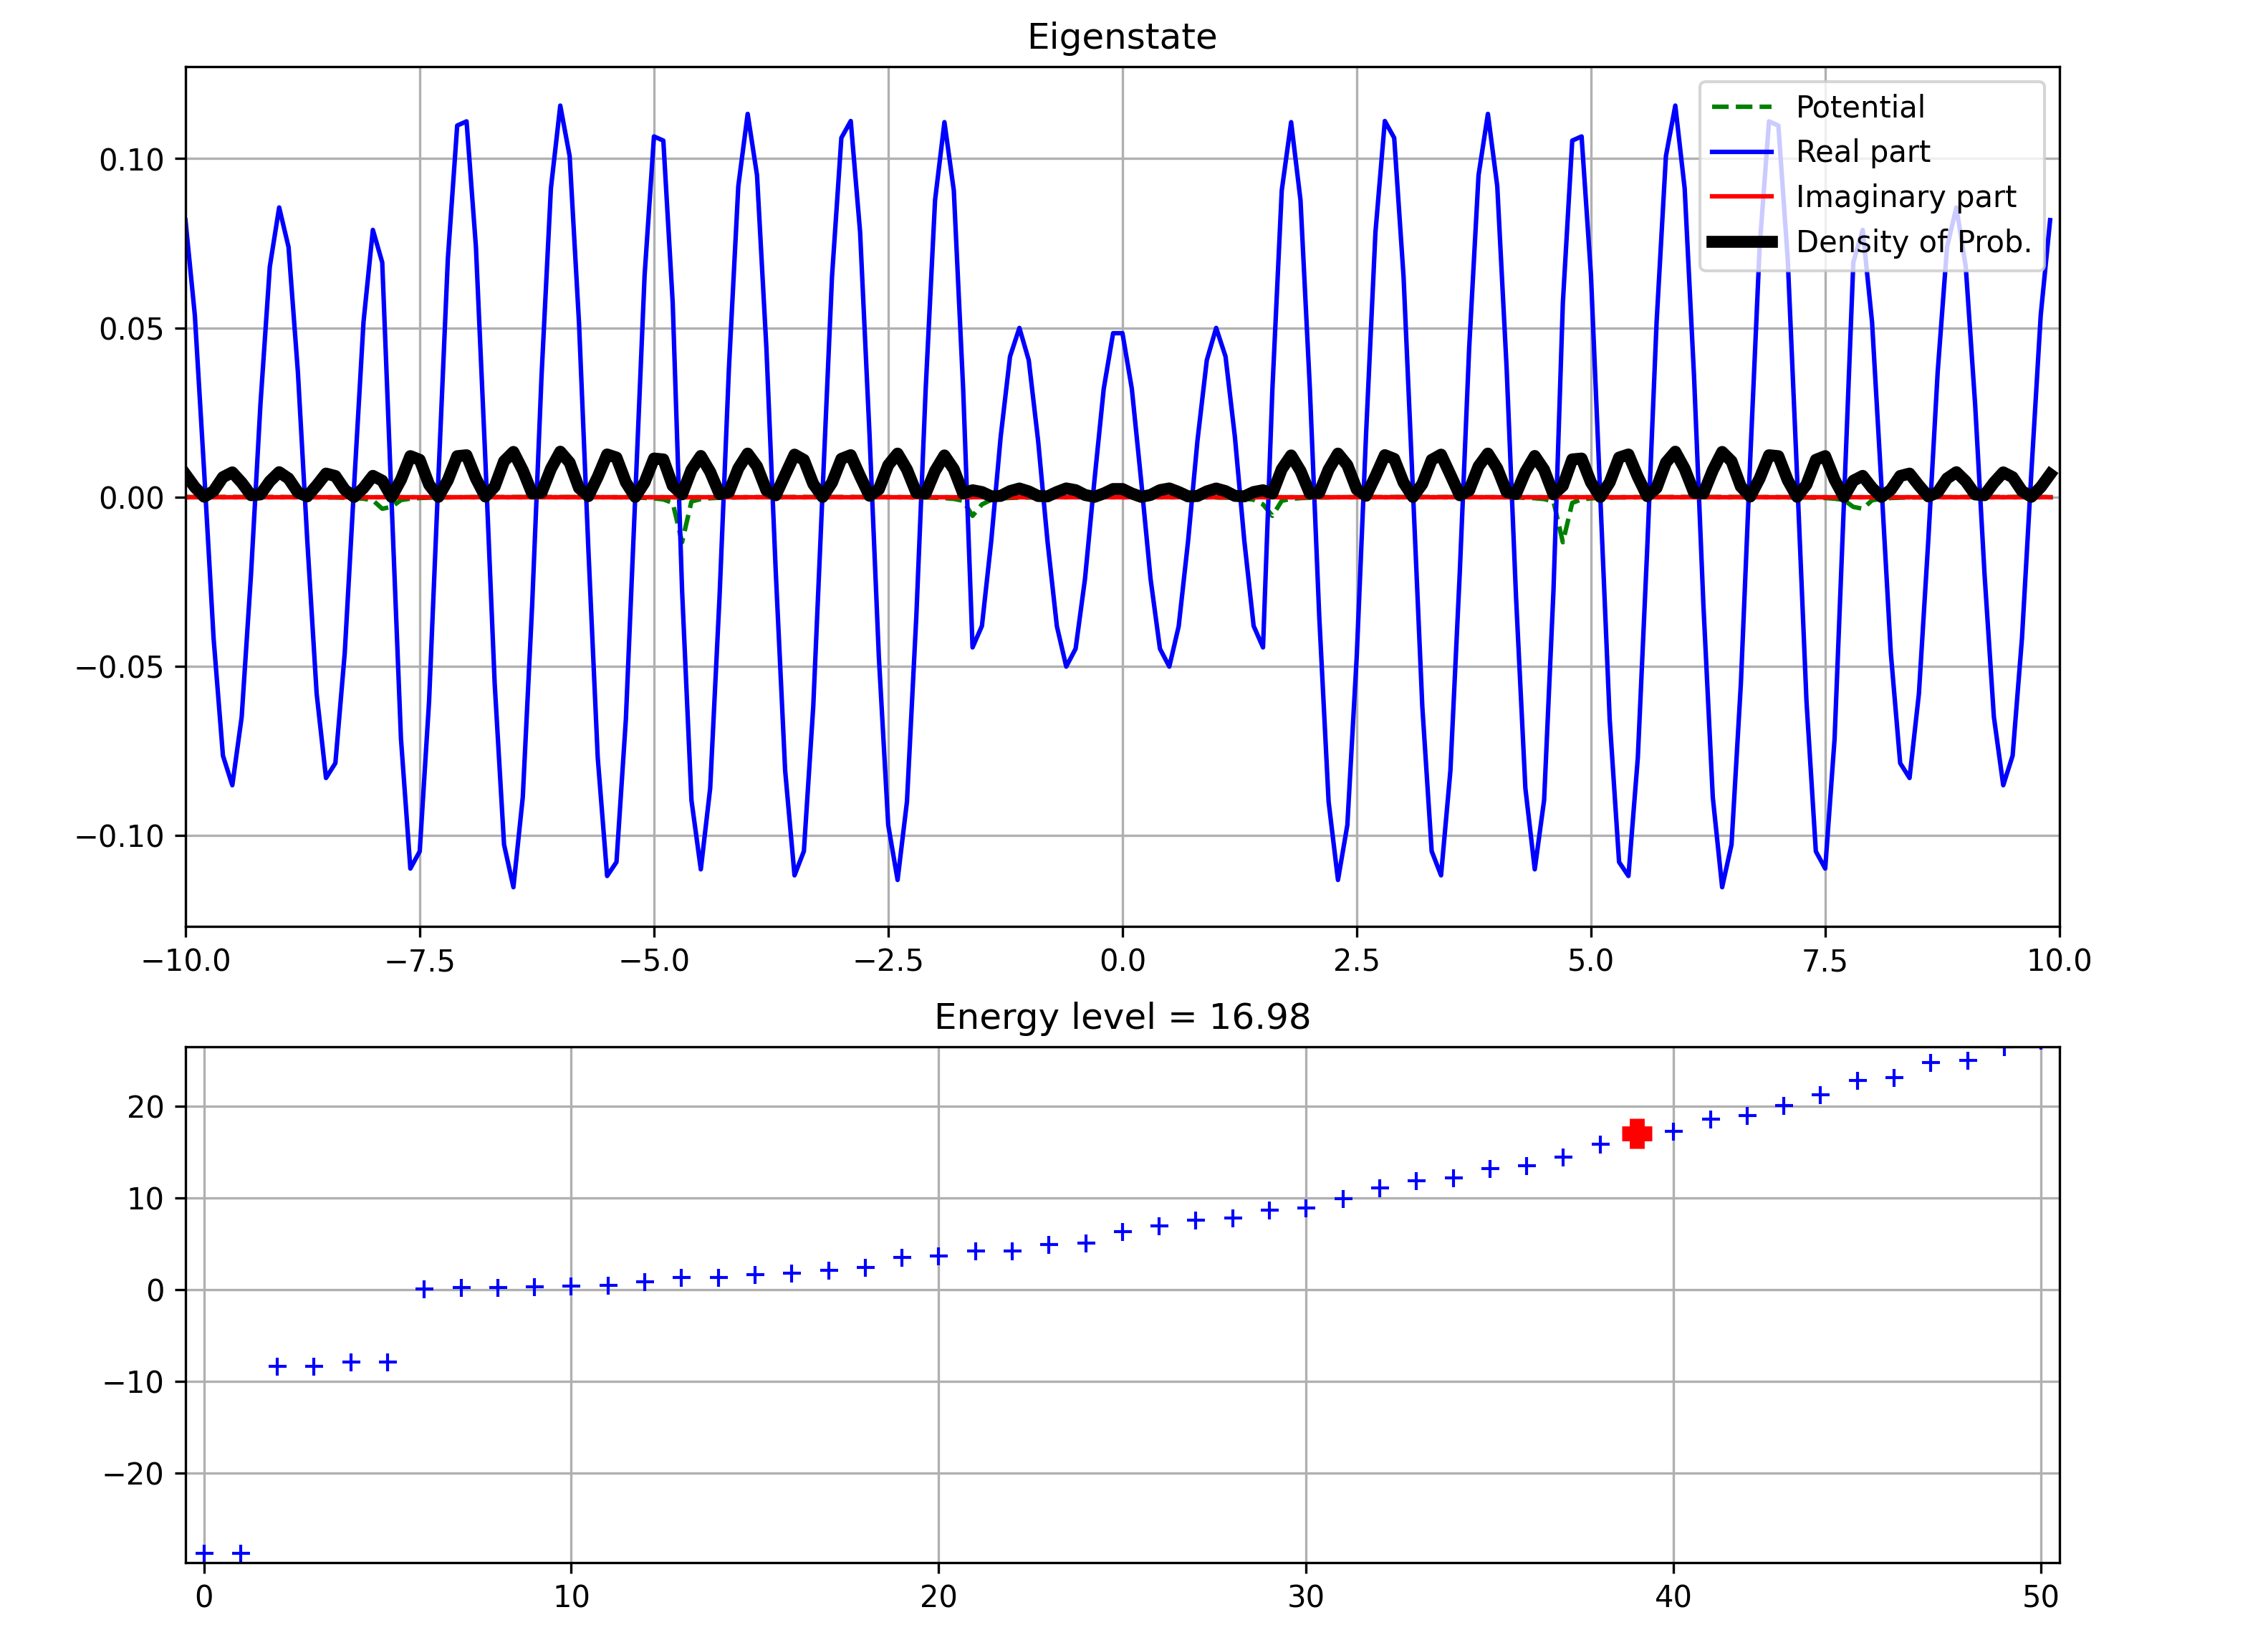 Eigenstate
Potential
Real part
Imaginary part
Density of Prob.
0.10
0.05
0.00
−0.05
−0.10
−10.0 −7.5 −5.0 −2.5 0.0 2.5 5.0 7.5 10.0
Energy level = 16.98
20
10
0
−10
−20
0 10 20 30 40 50